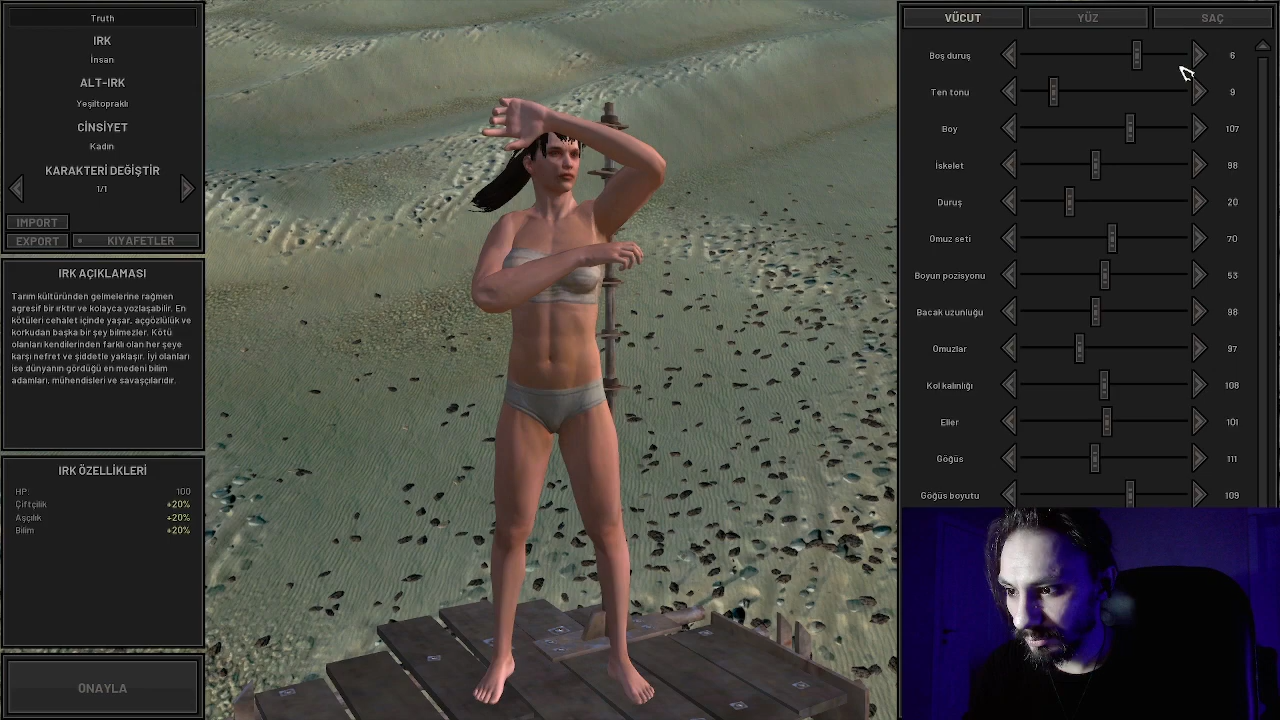 Truth
IRK
İnsan
ALT-IRK
Yeşiltopraklı
CİNSİYET
Kadın
KARAKTERİ DEĞİŞTİR
1/1
IMPORT
EXPORT
KIYAFETLER
IRK AÇIKLAMASI
Tarım kültüründen gelmelerine rağmen
agresif bir ırktır ve kolayca yozlaşabilir. En
kötüleri cehalet içinde yaşar, açgözlülük ve
korkudan başka bir şey bilmezler. Kötü
olanları kendilerinden farklı olan her şeye
karşı nefret ve şiddetle yaklaşır. İyi olanları
ise dünyanın gördüğü en medeni bilim
adamları, mühendisleri ve savaşçılarıdır.
IRK ÖZELLİKLERİ
HP: 100
Çiftçilik +20%
Aşçılık +20%
Bilim +20%
ONAYLA
VÜCUT YÜZ SAÇ
Boş duruş 6
Ten tonu 9
Boy 107
İskelet 98
Duruş 20
Omuz seti 70
Boyun pozisyonu 53
Bacak uzunluğu 98
Omuzlar 97
Kol kalınlığı 108
Eller 101
Göğüs 111
Göğüs boyutu 109